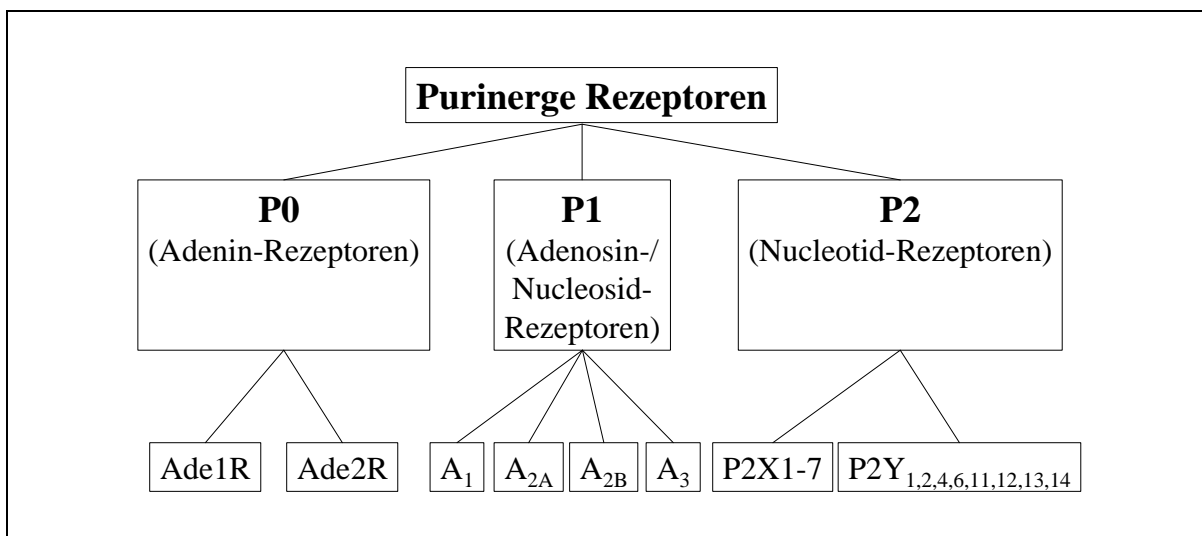 Purinerge Rezeptoren
P0
(Adenin-Rezeptoren)
P1
(Adenosin-/
Nucleosid-
Rezeptoren)
P2
(Nucleotid-Rezeptoren)
Ade1R
Ade2R
A₁
A₂A
A₂B
A₃
P2X1-7
P2Y₁,₂,₄,₆,₁₁,₁₂,₁₃,₁₄